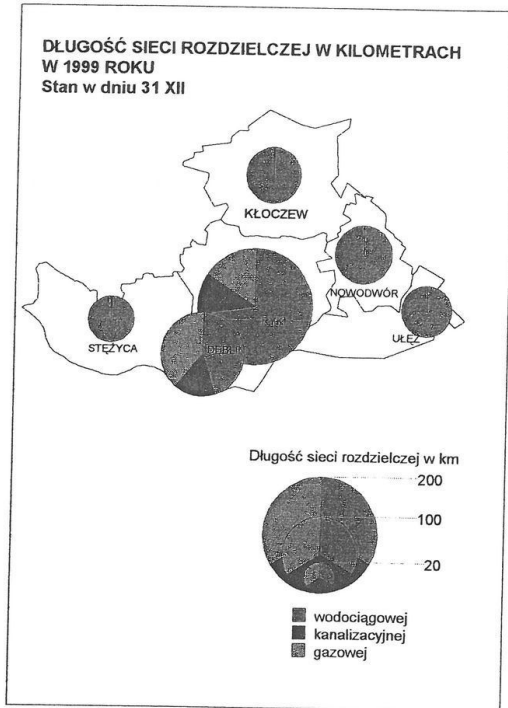 DŁUGOŚĆ SIECI ROZDZIELCZEJ W KILOMETRACH
W 1999 ROKU
Stan w dniu 31 XII
KŁOCZEW
NOWODWÓR
UŁĘŻ
STĘŻYCA
DĘBLIN
Długość sieci rozdzielczej w km
200
100
20
wodociągowej
kanalizacyjnej
gazowej